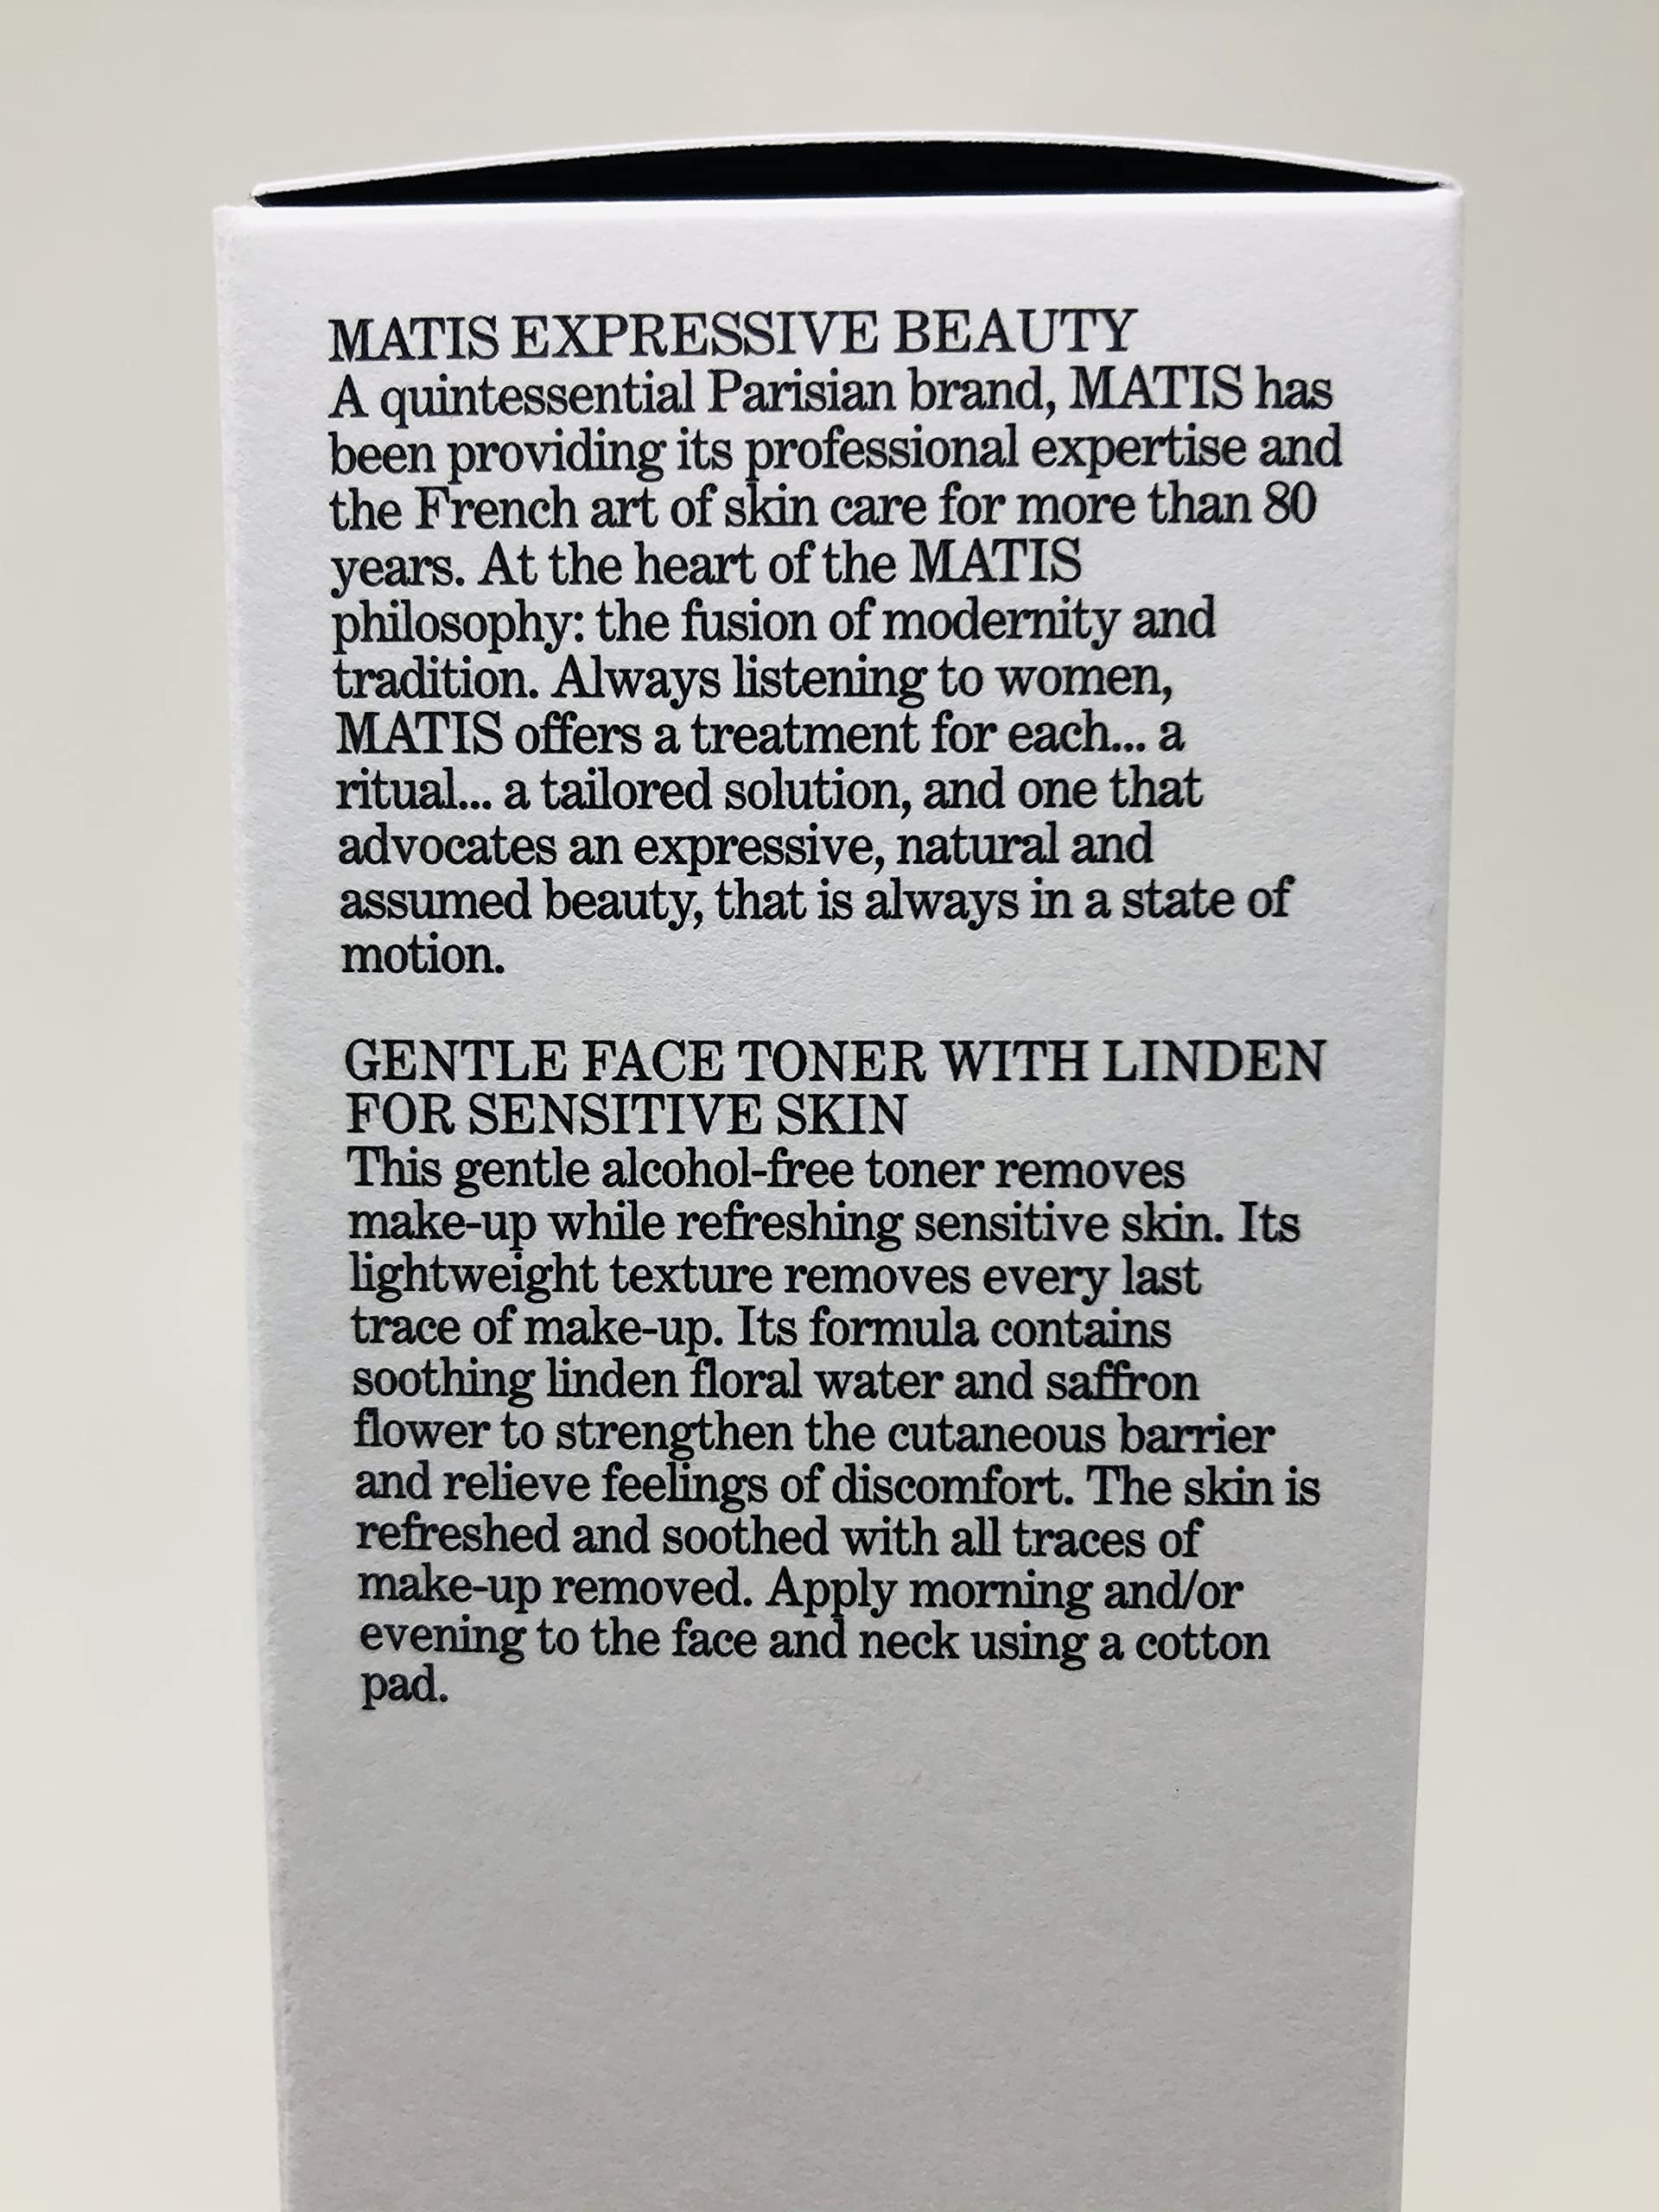 MATIS EXPRESSIVE BEAUTY
A quintessential Parisian brand, MATIS has
been providing its professional expertise and
the French art of skin care for more than 80
years. At the heart of the MATIS
philosophy: the fusion of modernity and
tradition. Always listening to women,
MATIS offers a treatment for each... a
ritual... a tailored solution, and one that
advocates an expressive, natural and
assumed beauty, that is always in a state of
motion.
GENTLE FACE TONER WITH LINDEN
FOR SENSITIVE SKIN
This gentle alcohol-free toner removes
make-up while refreshing sensitive skin. Its
lightweight texture removes every last
trace of make-up. Its formula contains
soothing linden floral water and saffron
flower to strengthen the cutaneous barrier
and relieve feelings of discomfort. The skin is
refreshed and soothed with all traces of
make-up removed. Apply morning and/or
evening to the face and neck using a cotton
pad.